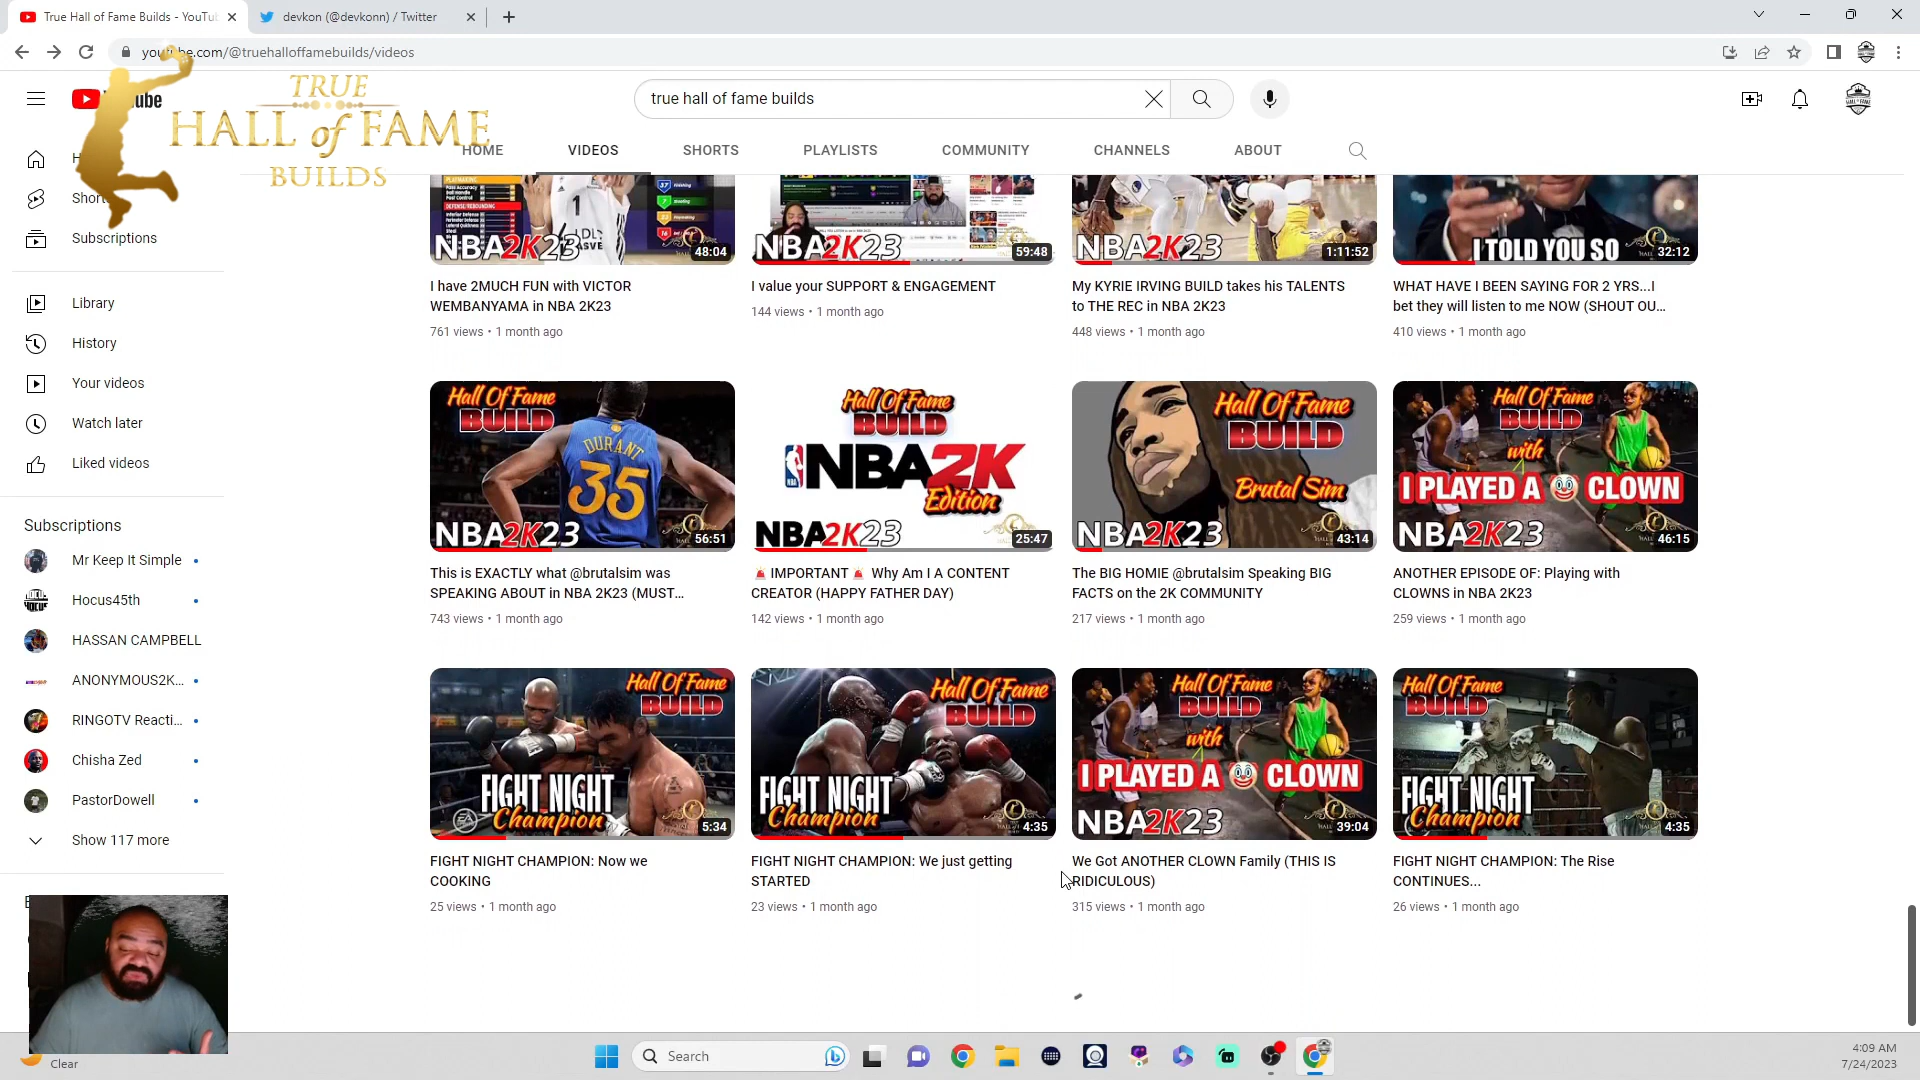 True Hall of Fame Builds - YouTu
devkon (@devkonn) / Twitter
youtube.com/@truehalloffamebuilds/videos
TRUE
HALL of FAME
BUILDS
true hall of fame builds
HOME
VIDEOS
SHORTS
PLAYLISTS
COMMUNITY
CHANNELS
ABOUT
Shorts
Subscriptions
Library
History
Your videos
Watch later
Liked videos
Subscriptions
Mr Keep It Simple
Hocus45th
HASSAN CAMPBELL
ANONYMOUS2K...
RINGOTV Reacti...
Chisha Zed
PastorDowell
Show 117 more
NBA2K23
48:04
I have 2MUCH FUN with VICTOR
WEMBANYAMA in NBA 2K23
761 views • 1 month ago
NBA2K23
59:48
I value your SUPPORT & ENGAGEMENT
144 views • 1 month ago
NBA2K23
1:11:52
My KYRIE IRVING BUILD takes his TALENTS
to THE REC in NBA 2K23
448 views • 1 month ago
I TOLD YOU SO
32:12
WHAT HAVE I BEEN SAYING FOR 2 YRS...I
bet they will listen to me NOW (SHOUT OU...
410 views • 1 month ago
Hall Of Fame
BUILD
DURANT
35
NBA2K23
56:51
This is EXACTLY what @brutalsim was
SPEAKING ABOUT in NBA 2K23 (MUST...
743 views • 1 month ago
Hall Of Fame
BUILD
NBA2K
Edition
NBA2K23
25:47
🚨 IMPORTANT 🚨 Why Am I A CONTENT
CREATOR (HAPPY FATHER DAY)
142 views • 1 month ago
Hall Of Fame
BUILD
Brutal Sim
NBA2K23
43:14
The BIG HOMIE @brutalsim Speaking BIG
FACTS on the 2K COMMUNITY
217 views • 1 month ago
Hall Of Fame
BUILD
with
I PLAYED A 🤡 CLOWN
NBA2K23
46:15
ANOTHER EPISODE OF: Playing with
CLOWNS in NBA 2K23
259 views • 1 month ago
Hall Of Fame
BUILD
FIGHT NIGHT
Champion
EA
5:34
FIGHT NIGHT CHAMPION: Now we
COOKING
25 views • 1 month ago
Hall Of Fame
BUILD
FIGHT NIGHT
Champion
4:35
FIGHT NIGHT CHAMPION: We just getting
STARTED
23 views • 1 month ago
Hall Of Fame
BUILD
with
I PLAYED A 🤡 CLOWN
NBA2K23
39:04
We Got ANOTHER CLOWN Family (THIS IS
RIDICULOUS)
315 views • 1 month ago
Hall Of Fame
BUILD
FIGHT NIGHT
Champion
4:35
FIGHT NIGHT CHAMPION: The Rise
CONTINUES...
26 views • 1 month ago
Clear
Search
4:09 AM
7/24/2023